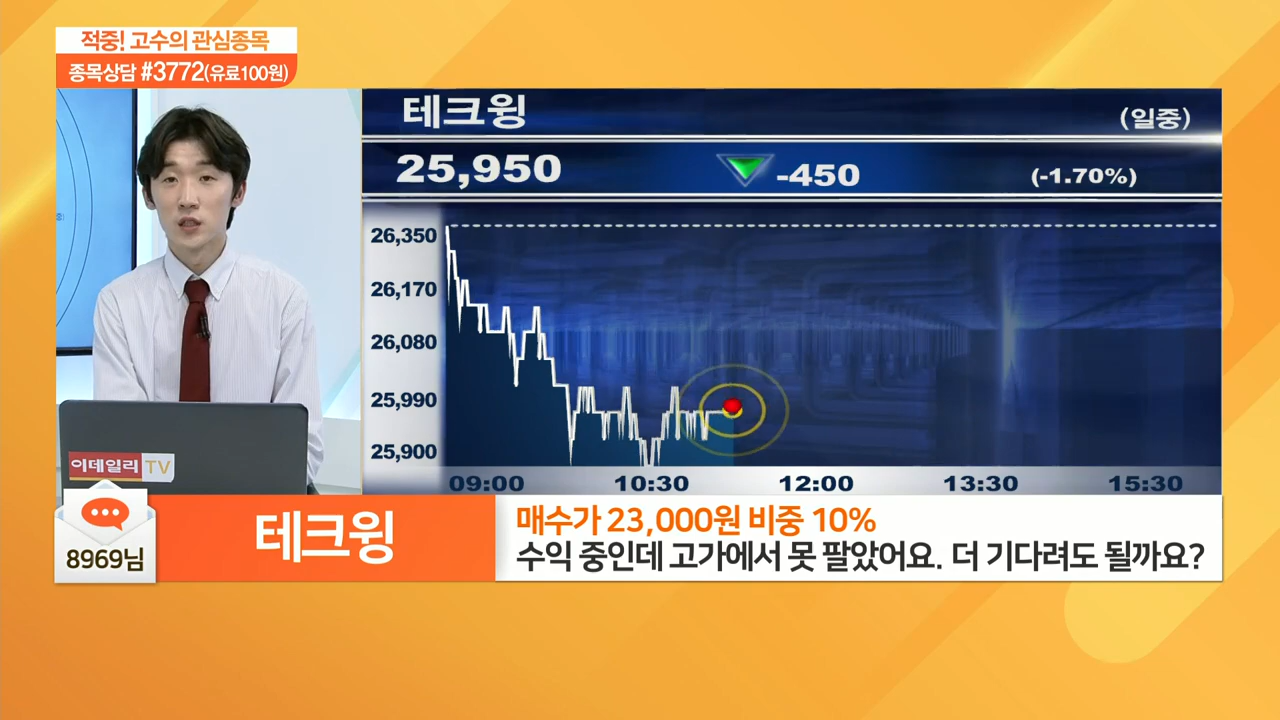 적중! 고수의 관심종목
종목상담 #3772(유료100원)
테크윙
(일중)
25,950
-450
(-1.70%)
26,350
26,170
26,080
25,990
25,900
09:00
10:30
12:00
13:30
15:30
이데일리 TV
8969님
테크윙
매수가 23,000원 비중 10%
수익 중인데 고가에서 못 팔았어요. 더 기다려도 될까요?